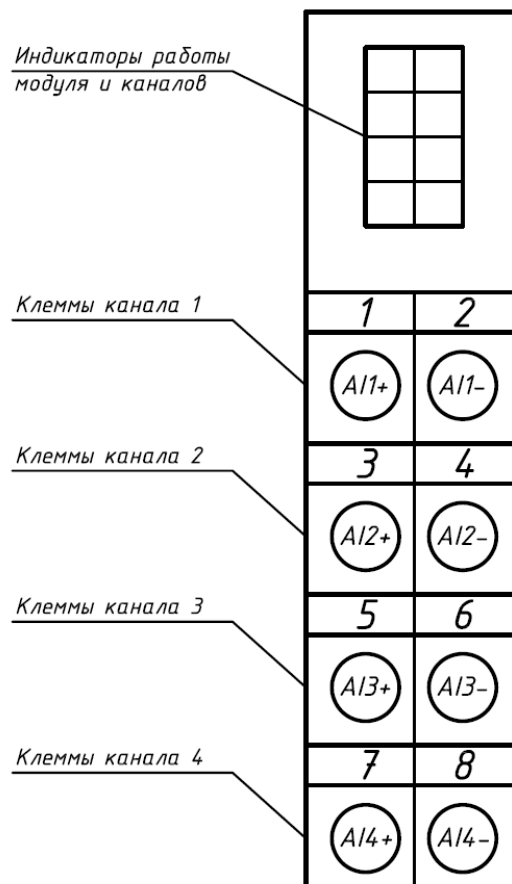 Индикаторы работы
модуля и каналов
Клеммы канала 1
1 2
AI1+ AI1-
Клеммы канала 2
3 4
AI2+ AI2-
Клеммы канала 3
5 6
AI3+ AI3-
Клеммы канала 4
7 8
AI4+ AI4-